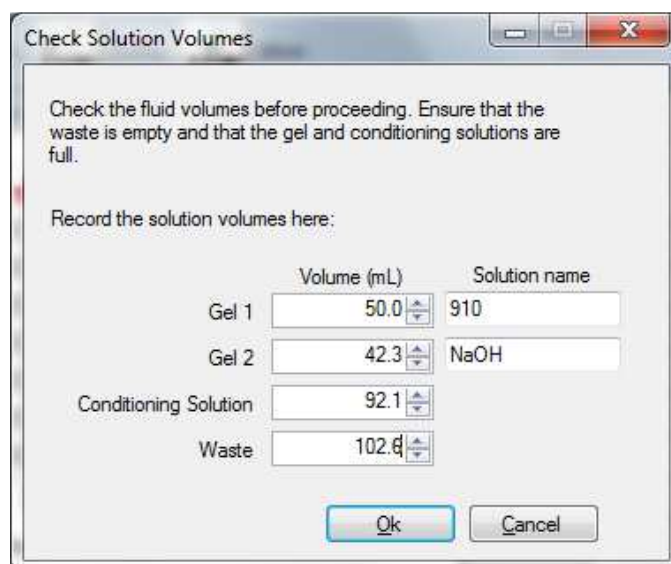 Check Solution Volumes
Check the fluid volumes before proceeding. Ensure that the
waste is empty and that the gel and conditioning solutions are
full.
Record the solution volumes here:
Volume (mL) Solution name
Gel 1 50.0 910
Gel 2 42.3 NaOH
Conditioning Solution 92.1
Waste 102.6
Ok Cancel